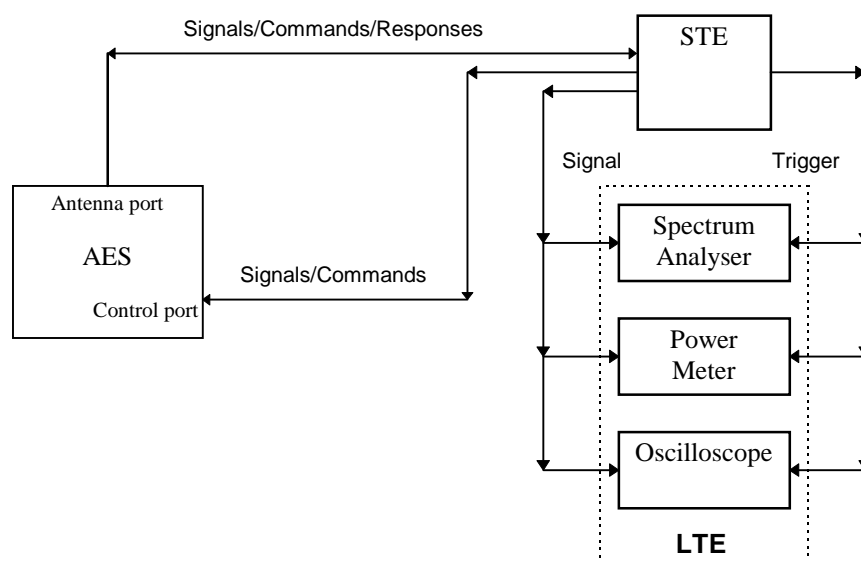 Signals/Commands/Responses
STE
Signal
Trigger
Antenna port
AES
Control port
Signals/Commands
Spectrum
Analyser
Power
Meter
Oscilloscope
LTE